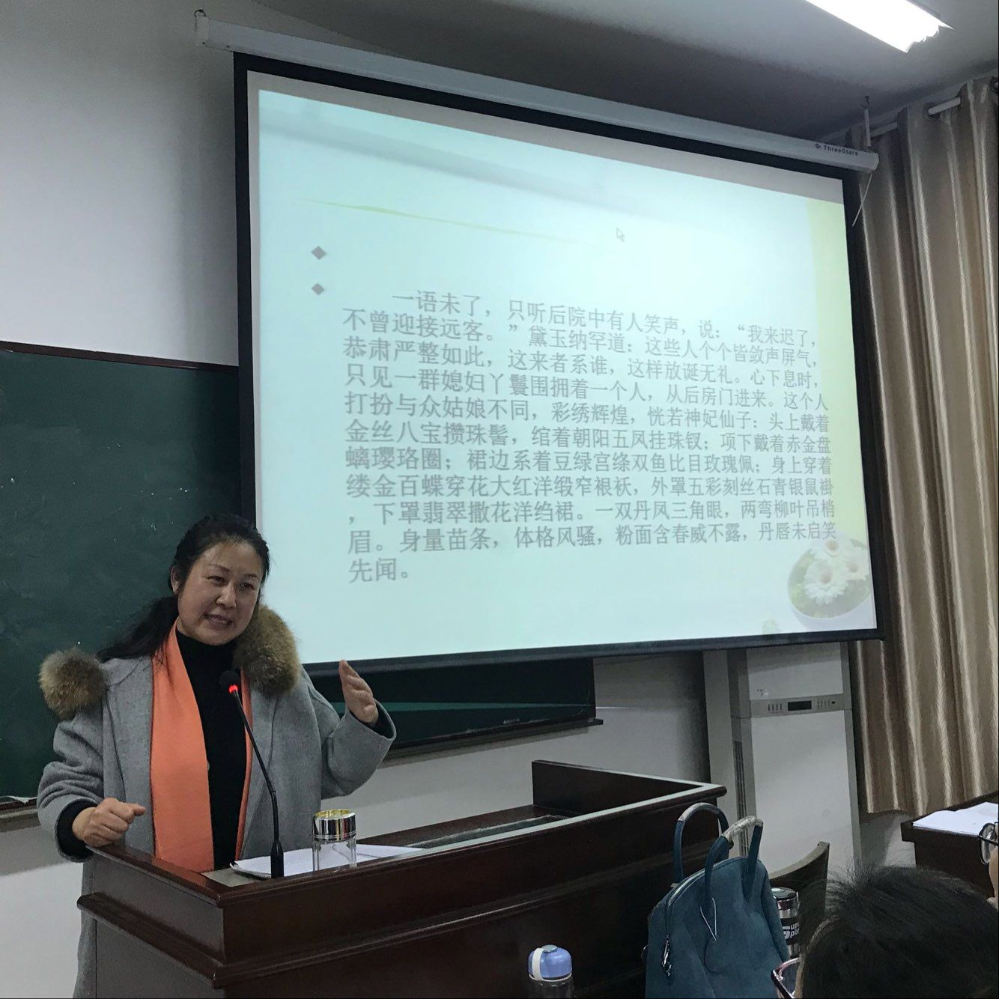 ThreeStars
一语未了，只听后院中有人笑声，说：“我来迟了，
不曾迎接远客。”黛玉纳罕道：这些人个个皆敛声屏气，
恭肃严整如此，这来者系谁，这样放诞无礼。心下息时，
只见一群媳妇丫鬟围拥着一个人，从后房门进来。这个人
打扮与众姑娘不同，彩绣辉煌，恍若神妃仙子：头上戴着
金丝八宝攒珠髻，绾着朝阳五凤挂珠钗；项下戴着赤金盘
螭璎珞圈；裙边系着豆绿宫绦双鱼比目玫瑰佩；身上穿着
缕金百蝶穿花大红洋缎窄裉袄，外罩五彩刻丝石青银鼠褂
，下罩翡翠撒花洋绉裙。一双丹凤三角眼，两弯柳叶吊梢
眉。身量苗条，体格风骚，粉面含春威不露，丹唇未启笑
先闻。